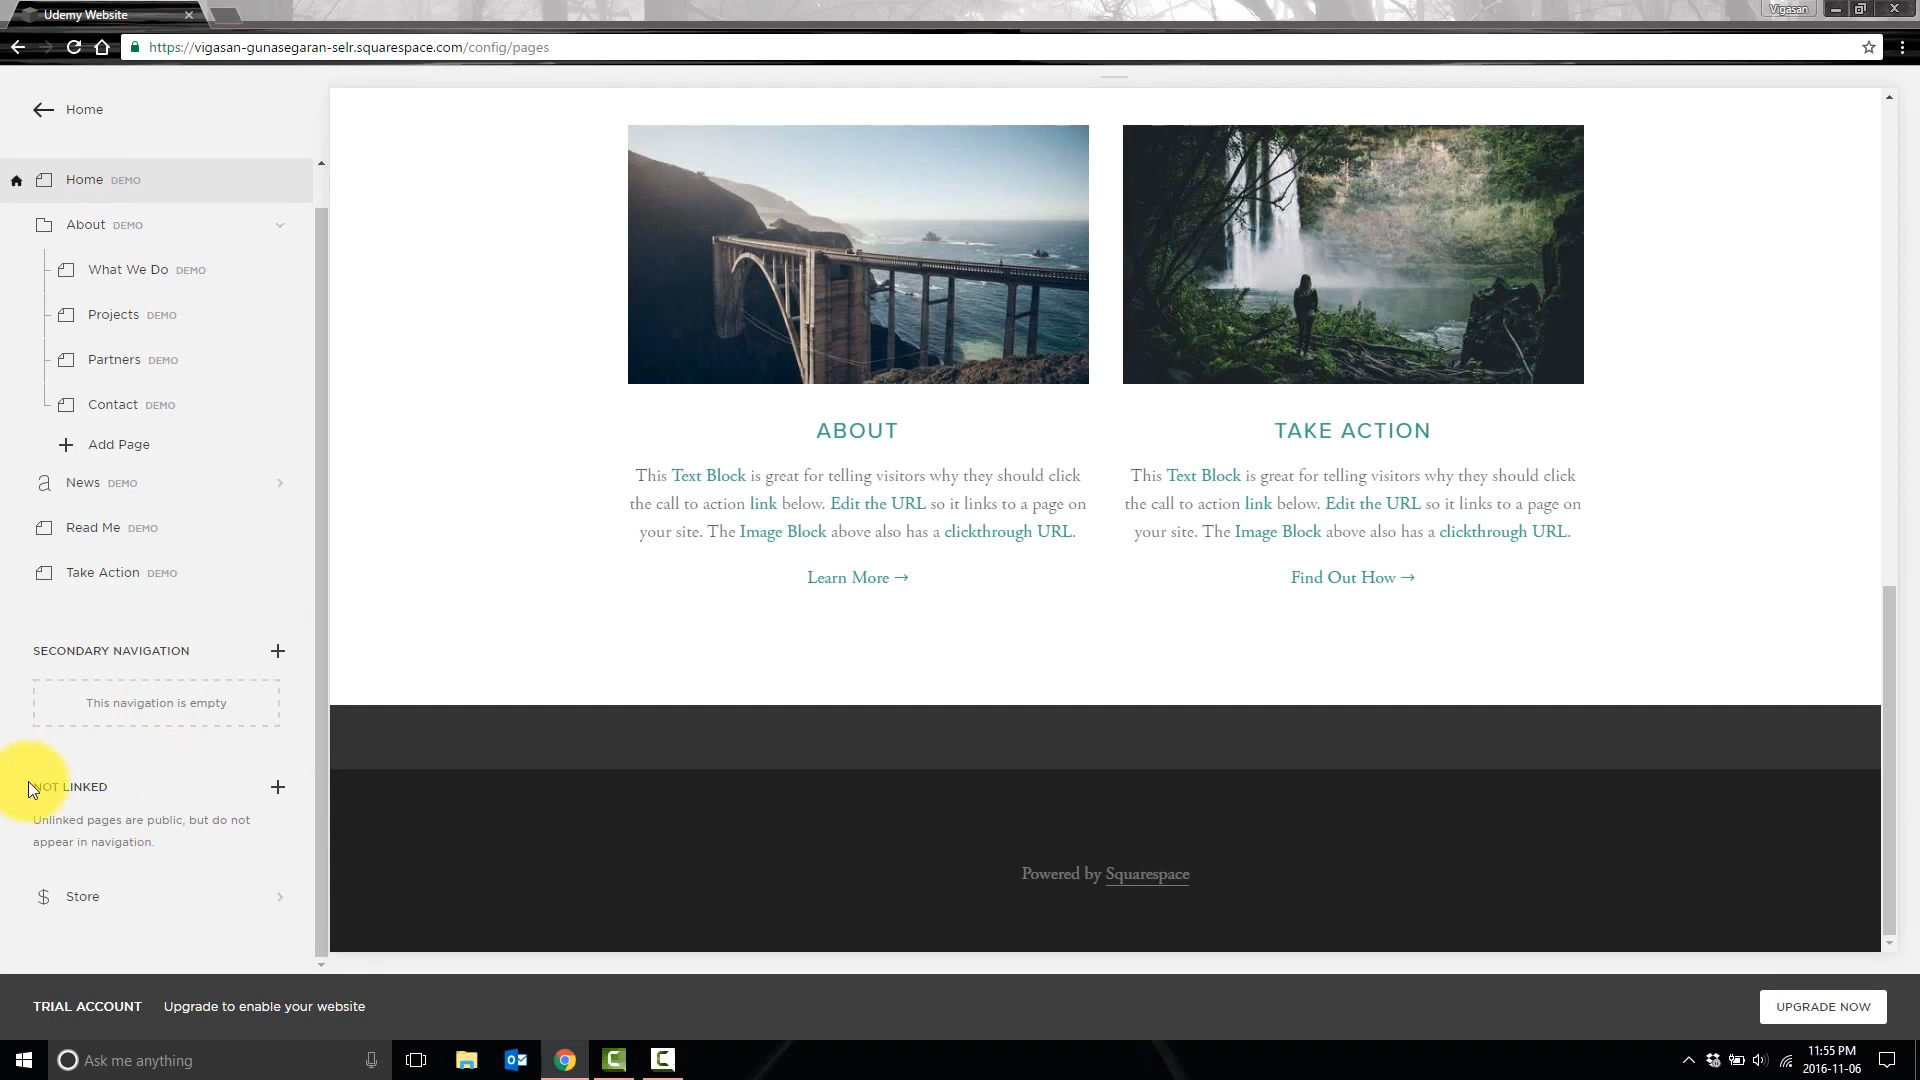 Udemy Website
Vigasan
https://vigasan-gunasegaran-selr.squarespace.com/config/pages
Home
Home DEMO
About DEMO
What We Do DEMO
Projects DEMO
Partners DEMO
Contact DEMO
Add Page
News DEMO
Read Me DEMO
Take Action DEMO
SECONDARY NAVIGATION
This navigation is empty
NOT LINKED
Unlinked pages are public, but do not
appear in navigation.
Store
ABOUT
This Text Block is great for telling visitors why they should click
the call to action link below. Edit the URL so it links to a page on
your site. The Image Block above also has a clickthrough URL.
Learn More →
TAKE ACTION
This Text Block is great for telling visitors why they should click
the call to action link below. Edit the URL so it links to a page on
your site. The Image Block above also has a clickthrough URL.
Find Out How →
Powered by Squarespace
TRIAL ACCOUNT Upgrade to enable your website
UPGRADE NOW
Ask me anything
11:55 PM
2016-11-06